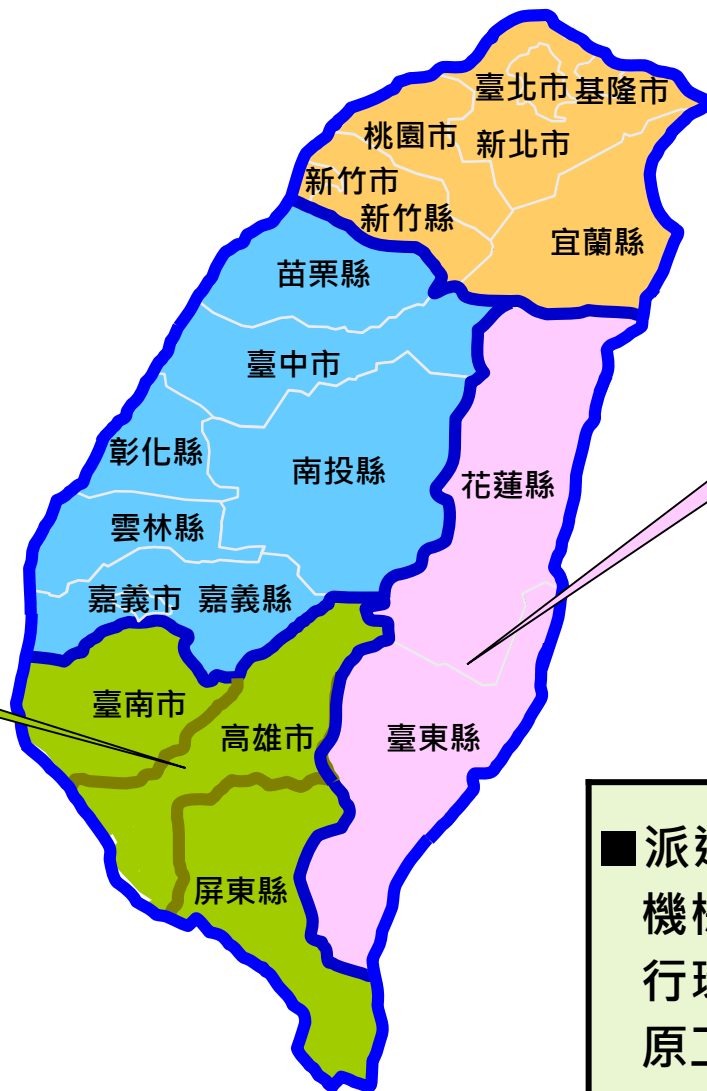 臺北市 基隆市
桃園市 新北市
新竹市
新竹縣
宜蘭縣
苗栗縣
臺中市
彰化縣 南投縣 花蓮縣
雲林縣
嘉義市 嘉義縣
臺南市
高雄市 臺東縣
屏東縣
■派
機
行
原